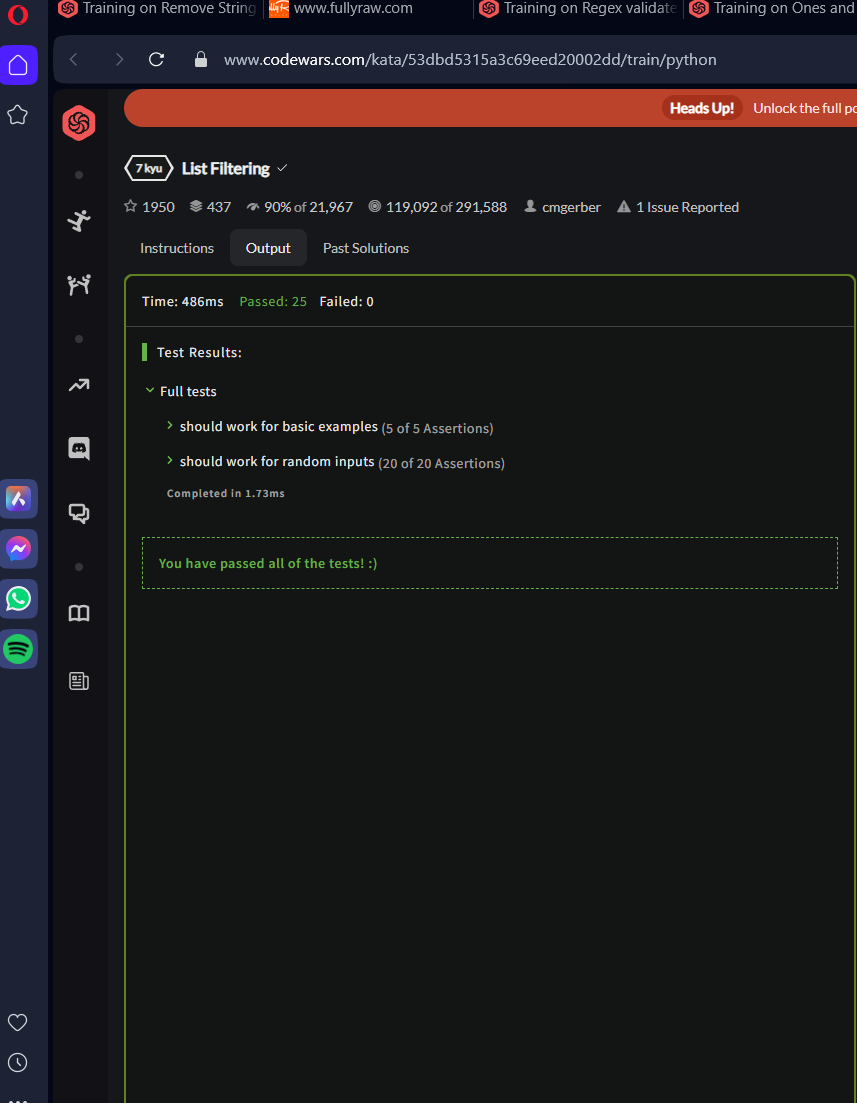 Training on Remove String
www.fullyraw.com
Training on Regex validate
Training on Ones and
www.codewars.com/kata/53dbd5315a3c69eed20002dd/train/python
Heads Up! Unlock the full po
7 kyu List Filtering
1950 437 90% of 21,967 119,092 of 291,588 cmgerber 1 Issue Reported
Instructions Output Past Solutions
Time: 486ms Passed: 25 Failed: 0
Test Results:
Full tests
should work for basic examples (5 of 5 Assertions)
should work for random inputs (20 of 20 Assertions)
Completed in 1.73ms
You have passed all of the tests! :)